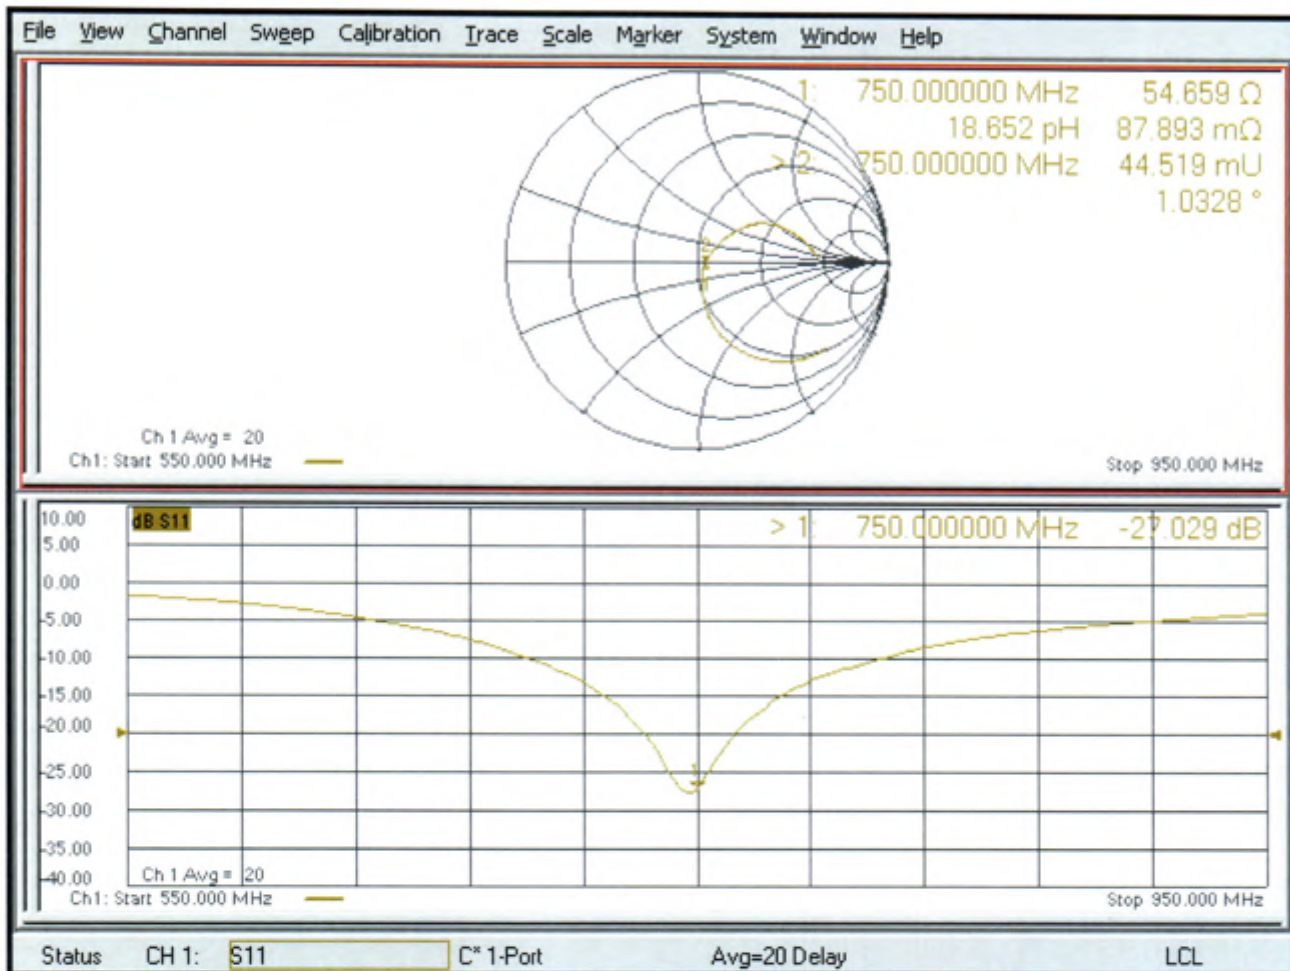 File View Channel Sweep Calibration Trace Scale Marker System Window Help
1: 750.000000 MHz 54.659 Ω
18.652 pH 87.893 mΩ
> 2: 750.000000 MHz 44.519 mU
1.0328 °
2
Ch 1 Avg = 20
Ch1: Start 550.000 MHz
Stop 950.000 MHz
10.00
dB S11
> 1: 750.000000 MHz -27.029 dB
5.00
0.00
-5.00
-10.00
-15.00
-20.00
-25.00
1
-30.00
-35.00
-40.00
Ch 1 Avg = 20
Ch1: Start 550.000 MHz
Stop 950.000 MHz
Status CH 1: S11 C* 1-Port Avg=20 Delay LCL